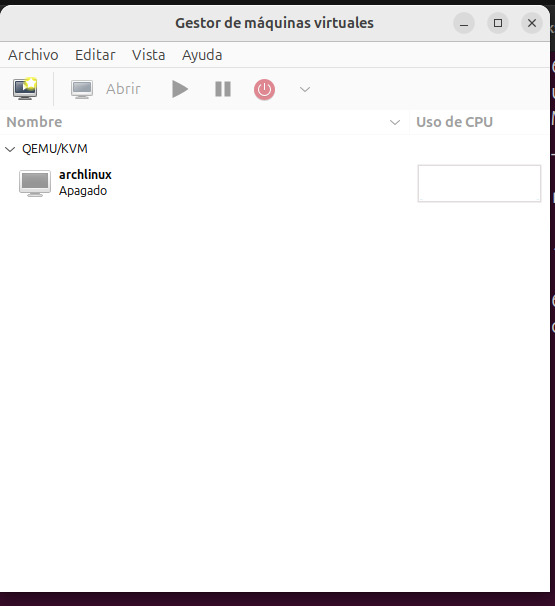 Gestor de máquinas virtuales
Archivo Editar Vista Ayuda
Abrir
Nombre Uso de CPU
QEMU/KVM
archlinux
Apagado